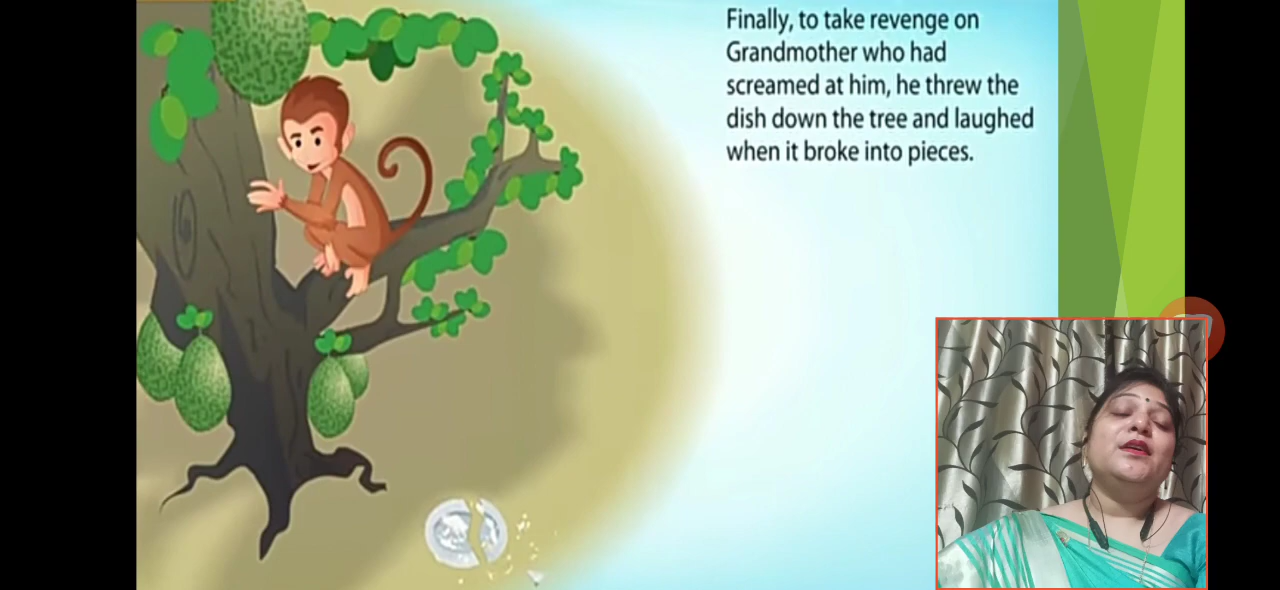 Finally, to take revenge on
Grandmother who had
screamed at him, he threw the
dish down the tree and laughed
when it broke into pieces.